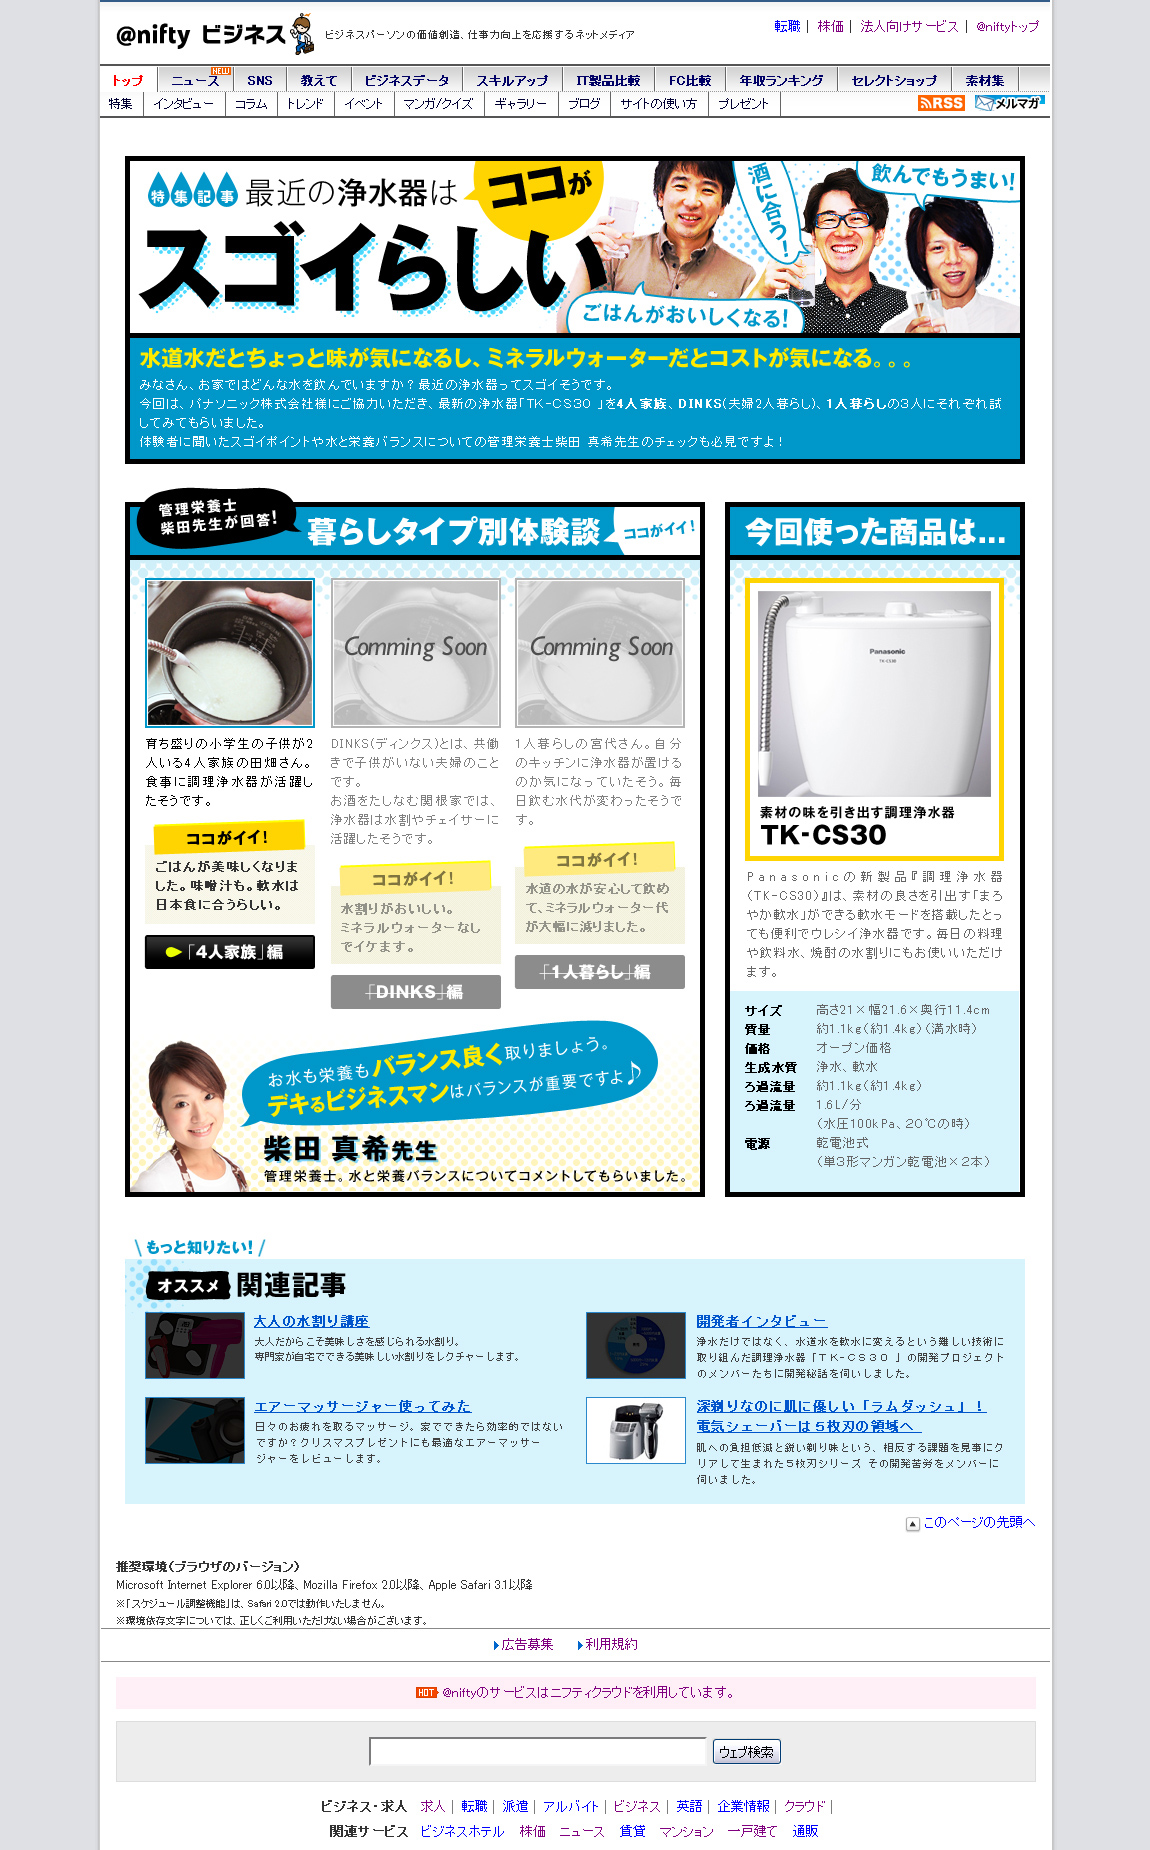 @nifty ビジネス ビジネスパーソンの価値創造、仕事力向上を応援するネットメディア
転職｜ 株価｜ 法人向けサービス｜ @niftyトップ
トップ ニュース NEW SNS 教えて ビジネスデータ スキルアップ IT製品比較 FC比較 年収ランキング セレクトショップ 素材集
特集 インタビュー コラム トレンド イベント マンガ/クイズ ギャラリー ブログ サイトの使い方 プレゼント RSS メルマガ
特集記事 最近の浄水器は ココが
スゴイらしい
酒に合う！
飲んでもうまい！
ごはんがおいしくなる！
水道水だとちょっと味が気になるし、ミネラルウォーターだとコストが気になる。。。
みなさん、お家ではどんな水を飲んでいますか？最近の浄水器ってスゴイそうです。
今回は、パナソニック株式会社様にご協力いただき、最新の浄水器「TK-CS30 」を4人家族、DINKS(夫婦2人暮らし)、1人暮らしの3人にそれぞれ試
してみてもらいました。
体験者に聞いたスゴイポイントや水と栄養バランスについての管理栄養士柴田 真希先生のチェックも必見ですよ！
管理栄養士
柴田先生が回答！
暮らしタイプ別体験談 ココがイイ！
Comming Soon
Comming Soon
育ち盛りの小学生の子供が2
人いる4人家族の田畑さん。
食事に調理浄水器が活躍し
たそうです。
ココがイイ！
ごはんが美味しくなりま
した。味噌汁も。軟水は
日本食に合うらしい。
「4人家族」編
DINKS(ディンクス)とは、共働
きで子供がいない夫婦のこと
です。
お酒をたしなむ関根家では、
浄水器は水割やチェイサーに
活躍したそうです。
ココがイイ！
水割りがおいしい。
ミネラルウォーターなし
でイケます。
「DINKS」編
1人暮らしの宮代さん。自分
のキッチンに浄水器が置ける
のか気になっていたそう。毎
日飲む水代が変わったそうで
す。
ココがイイ！
水道の水が安心して飲め
て、ミネラルウォーター代
が大幅に減りました。
「1人暮らし」編
お水も栄養もバランス良く取りましょう。
デキるビジネスマンはバランスが重要ですよ♪
柴田 真希先生
管理栄養士。水と栄養バランスについてコメントしてもらいました。
今回使った商品は...
Panasonic
TK-CS30
素材の味を引き出す調理浄水器
TK-CS30
Panasonicの新製品『調理浄水器
(TK-CS30)』は、素材の良さを引出す「まろ
やか軟水」ができる軟水モードを搭載したとっ
ても便利でウレシイ浄水器です。毎日の料理
や飲料水、焼酎の水割りにもお使いいただけ
ます。
サイズ 高さ21×幅21.6×奥行11.4cm
質量 約1.1kg(約1.4kg)(満水時)
価格 オープン価格
生成水質 浄水、軟水
ろ過流量 約1.1kg(約1.4kg)
ろ過流量 1.6L/分
(水圧100kPa、20℃の時)
電源 乾電池式
(単3形マンガン乾電池×2本)
もっと知りたい！
オススメ 関連記事
大人の水割り講座
大人だからこそ美味しさを感じられる水割り。
専門家が自宅でできる美味しい水割りをレクチャーします。
開発者インタビュー
浄水だけではなく、水道水を軟水に変えるという難しい技術に
取り組んだ調理浄水器「TK-CS30 」の開発プロジェクト
のメンバーたちに開発秘話を伺いしました。
エアーマッサージャー使ってみた
日々のお疲れを取るマッサージ。家でできたら効率的ではない
ですか？クリスマスプレゼントにも最適なエアーマッサー
ジャーをレビューします。
深剃りなのに肌に優しい「ラムダッシュ」！
電気シェーバーは５枚刃の領域へ
肌への負担低減と鋭い剃り味という、相反する課題を見事にク
リアして生まれた5枚刃シリーズ その開発苦労をメンバーに
伺いました。
このページの先頭へ
推奨環境(ブラウザのバージョン)
Microsoft Internet Explorer 6.0以降、Mozilla Firefox 2.0以降、Apple Safari 3.1以降
※「スケジュール調整機能」は、Safari 2.0では動作いたしません。
※環境依存文字については、正しくご利用いただけない場合がございます。
広告募集 利用規約
HOT @niftyのサービスはニフティクラウドを利用しています。
ウェブ検索
ビジネス・求人 求人｜ 転職｜ 派遣｜ アルバイト｜ ビジネス｜ 英語｜ 企業情報｜ クラウド｜
関連サービス ビジネスホテル 株価 ニュース 賃貸 マンション 一戸建て 通販